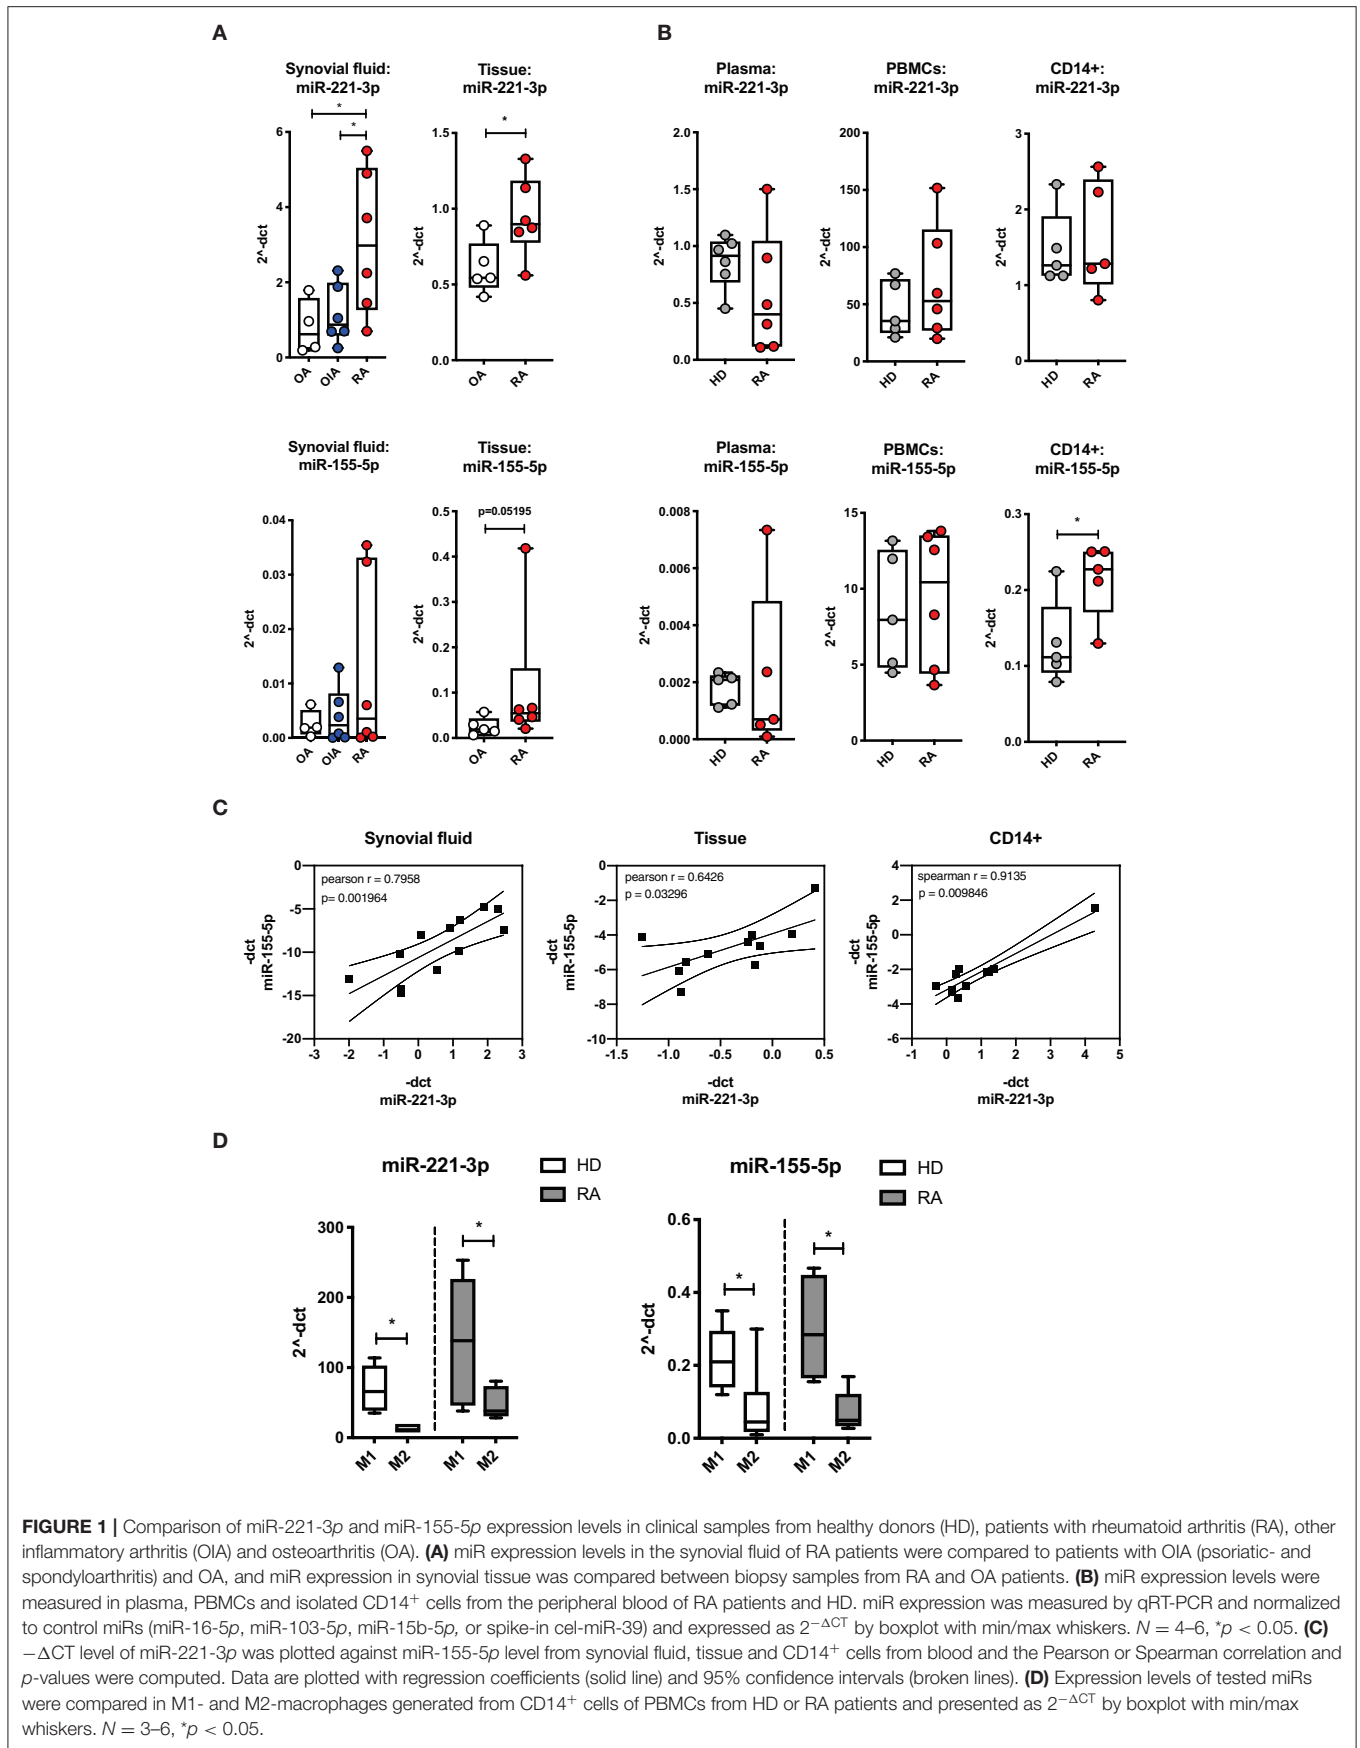 A
B
Synovial fluid:
miR-221-3p
Tissue:
miR-221-3p
Plasma:
miR-221-3p
PBMCs:
miR-221-3p
CD14+:
miR-221-3p
*
*
6
4
2
0
2^-dct
OA
OIA
RA
*
1.5
1.0
0.5
0.0
2^-dct
OA
RA
2.0
1.5
1.0
0.5
0.0
2^-dct
HD
RA
200
150
100
50
0
2^-dct
HD
RA
3
2
1
0
2^-dct
HD
RA
Synovial fluid:
miR-155-5p
Tissue:
miR-155-5p
Plasma:
miR-155-5p
PBMCs:
miR-155-5p
CD14+:
miR-155-5p
0.04
0.03
0.02
0.01
0.00
2^-dct
OA
OIA
RA
p=0.05195
0.5
0.4
0.3
0.2
0.1
0.0
2^-dct
OA
RA
0.008
0.006
0.004
0.002
0.000
2^-dct
HD
RA
15
10
5
0
2^-dct
HD
RA
*
0.3
0.2
0.1
0.0
2^-dct
HD
RA
C
Synovial fluid
pearson r = 0.7958
p= 0.001964
0
-5
-10
-15
-20
-dct
miR-155-5p
-3
-2
-1
0
1
2
3
-dct
miR-221-3p
Tissue
pearson r = 0.6426
p = 0.03296
0
-2
-4
-6
-8
-10
-dct
miR-155-5p
-1.5
-1.0
-0.5
0.0
0.5
-dct
miR-221-3p
CD14+
spearman r = 0.9135
p = 0.009846
4
2
0
-2
-4
-6
-dct
miR-155-5p
-1
0
1
2
3
4
5
-dct
miR-221-3p
D
miR-221-3p
HD
RA
300
200
100
0
2^-dct
*
*
M1
M2
M1
M2
miR-155-5p
HD
RA
0.6
0.4
0.2
0.0
2^-dct
*
*
M1
M2
M1
M2
FIGURE 1 | Comparison of miR-221-3p and miR-155-5p expression levels in clinical samples from healthy donors (HD), patients with rheumatoid arthritis (RA), other
inflammatory arthritis (OIA) and osteoarthritis (OA). (A) miR expression levels in the synovial fluid of RA patients were compared to patients with OIA (psoriatic- and
spondyloarthritis) and OA, and miR expression in synovial tissue was compared between biopsy samples from RA and OA patients. (B) miR expression levels were
measured in plasma, PBMCs and isolated CD14⁺ cells from the peripheral blood of RA patients and HD. miR expression was measured by qRT-PCR and normalized
to control miRs (miR-16-5p, miR-103-5p, miR-15b-5p, or spike-in cel-miR-39) and expressed as 2^−ΔCT by boxplot with min/max whiskers. N = 4–6, *p < 0.05. (C)
−ΔCT level of miR-221-3p was plotted against miR-155-5p level from synovial fluid, tissue and CD14⁺ cells from blood and the Pearson or Spearman correlation and
p-values were computed. Data are plotted with regression coefficients (solid line) and 95% confidence intervals (broken lines). (D) Expression levels of tested miRs
were compared in M1- and M2-macrophages generated from CD14⁺ cells of PBMCs from HD or RA patients and presented as 2^−ΔCT by boxplot with min/max
whiskers. N = 3–6, *p < 0.05.